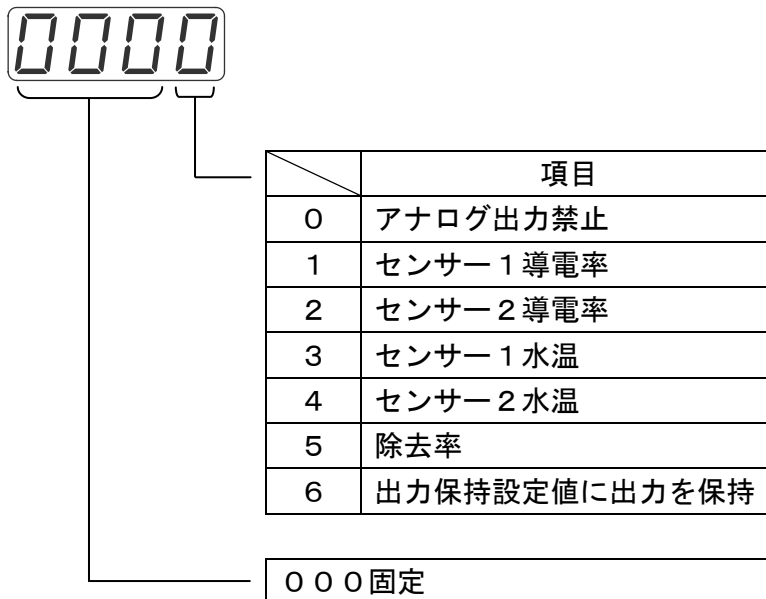 0000
項目
0 アナログ出力禁止
1 センサー1導電率
2 センサー2導電率
3 センサー1水温
4 センサー2水温
5 除去率
6 出力保持設定値に出力を保持
000固定